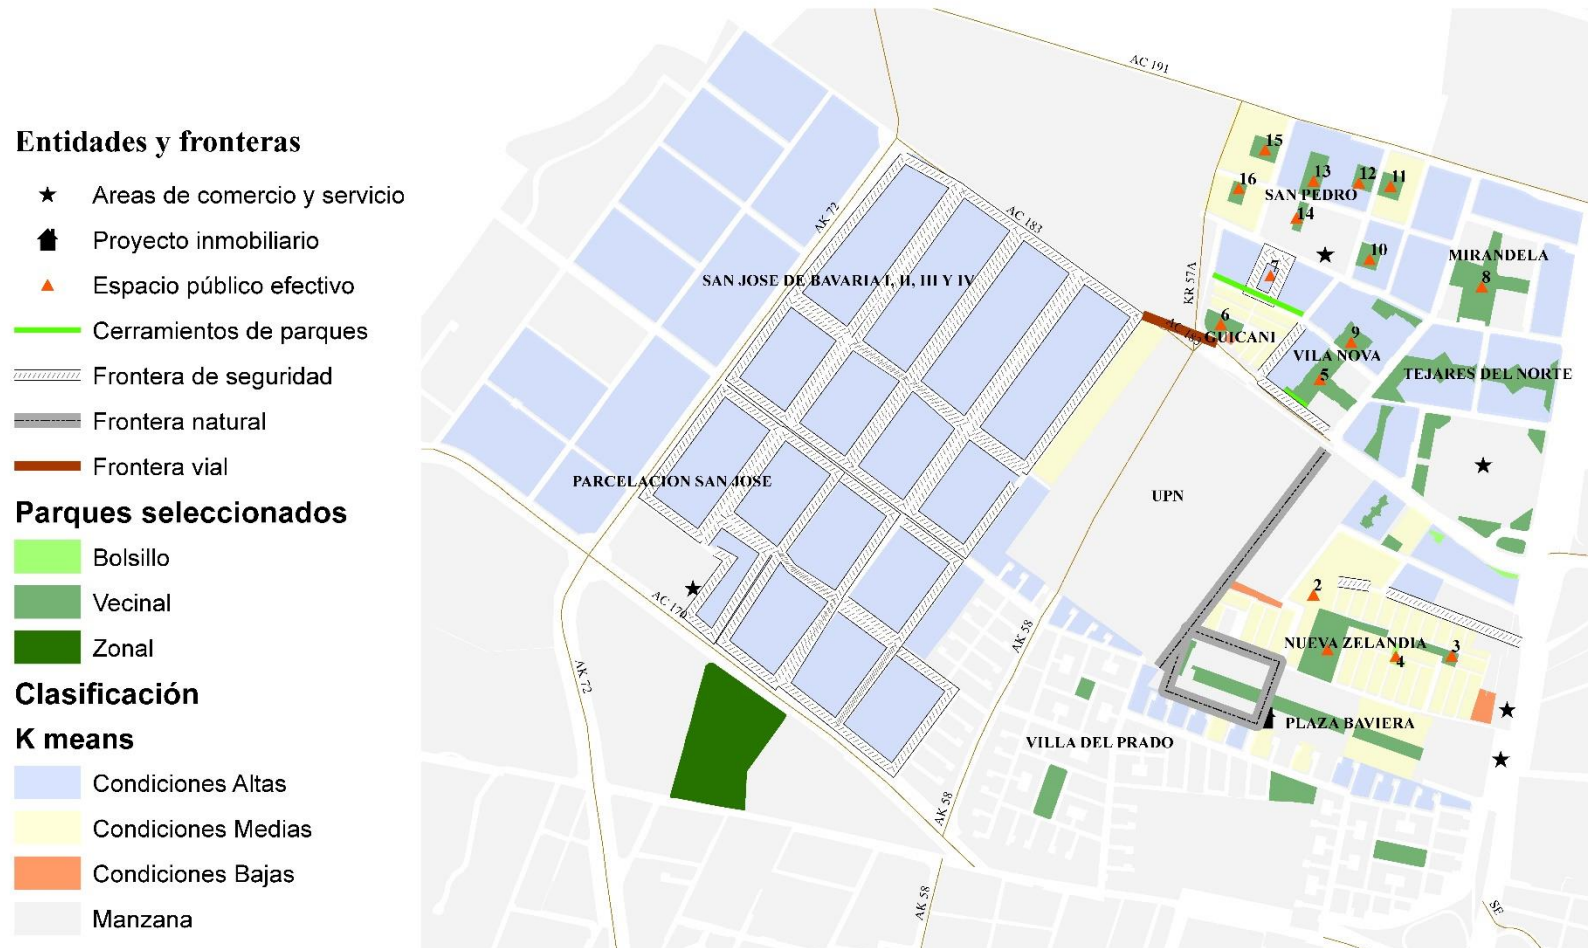 Entidades y fronteras
Areas de comercio y servicio
Proyecto inmobiliario
Espacio público efectivo
Cerramientos de parques
Frontera de seguridad
Frontera natural
Frontera vial
Parques seleccionados
Bolsillo
Vecinal
Zonal
Clasificación
K means
Condiciones Altas
Condiciones Medias
Condiciones Bajas
Manzana
AC 191
15
13
12
11
16
SAN PEDRO
14
AK 72
AC 183
10
MIRANDELA
8
KR 57A
7
SAN JOSE DE BAVARIA I, II, III Y IV
6
AC 183
GUICANI
9
VILA NOVA
5
TEJARES DEL NORTE
PARCELACION SAN JOSE
UPN
2
AC 170
AK 58
NUEVA ZELANDIA
3
4
AK 72
PLAZA BAVIERA
VILLA DEL PRADO
AK 58
AK 58
SE